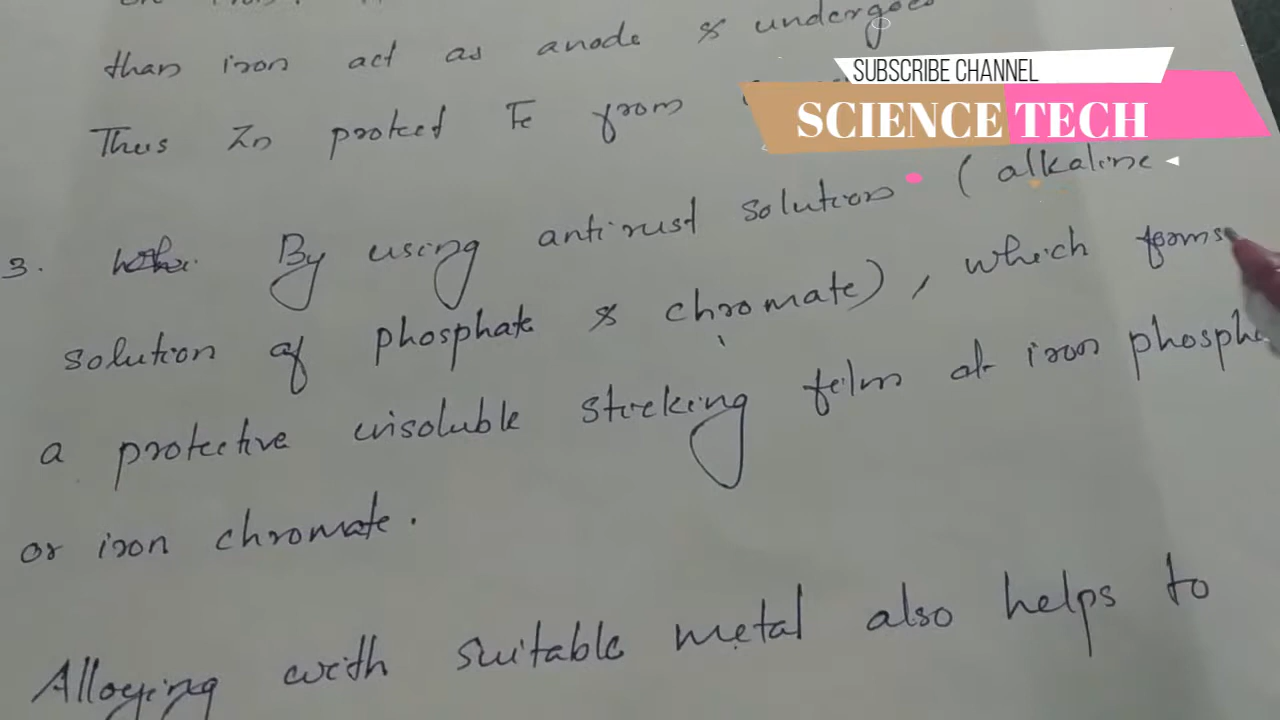 than iron act as anode & undergoes
SUBSCRIBE CHANNEL
SCIENCE TECH
Thus Zn protect Fe from
3. By using antirust solution (alkaline
solution of phosphate & chromate), which forms
a protective insoluble sticking film of iron
or iron chromate.
Alloying with suitable metal also helps to